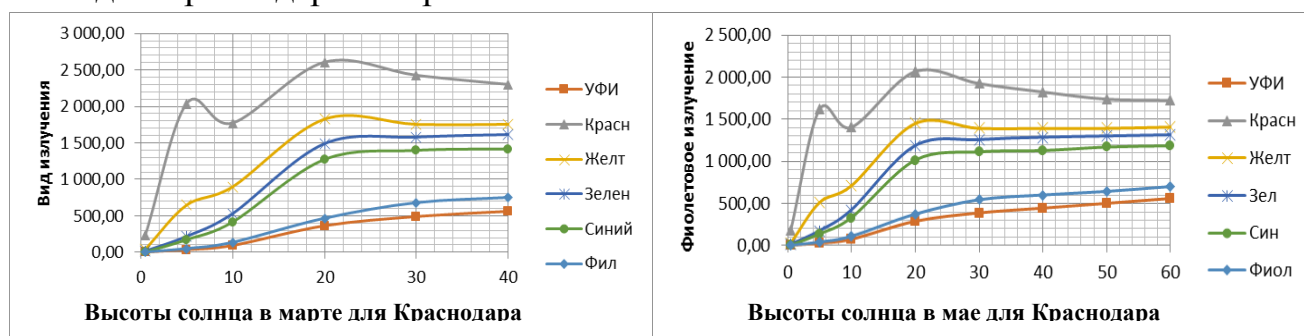 3 000,00
2 500,00
2 000,00
1 500,00
1 000,00
500,00
0,00
Вид излучения
0
10
20
30
40
УФИ
Красн
Желт
Зелен
Синий
Фил
Высоты солнца в марте для Краснодара
2 500,00
2 000,00
1 500,00
1 000,00
500,00
0,00
Фиолетовое излучение
0
10
20
30
40
50
60
УФИ
Красн
Желт
Зел
Син
Фиол
Высоты солнца в мае для Краснодара